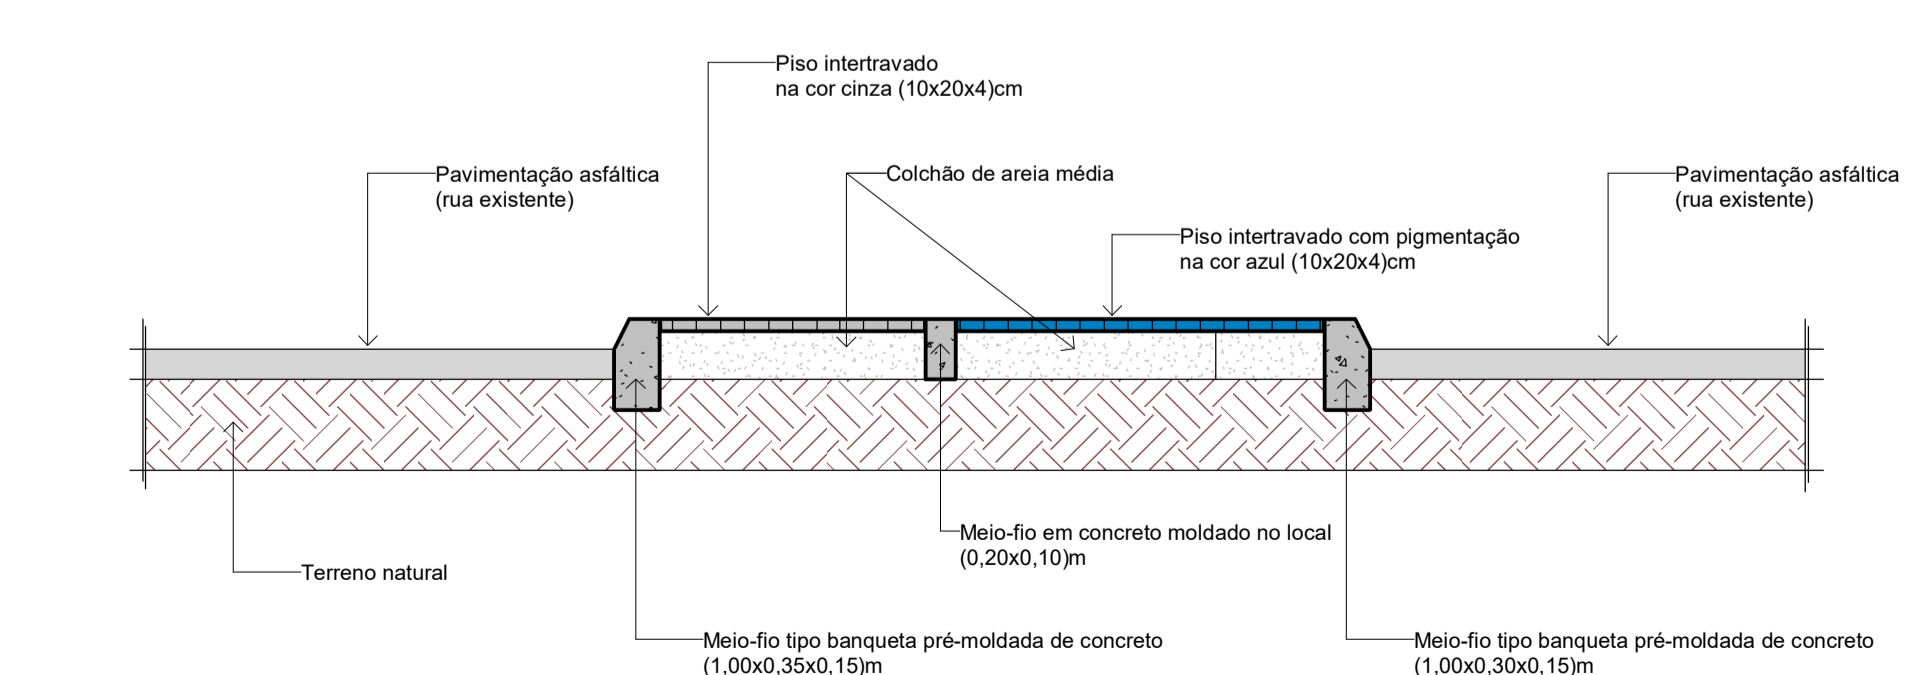 Piso intertravado
na cor cinza (10x20x4)cm
Pavimentação asfáltica
(rua existente)
Colchão de areia média
Pavimentação asfáltica
(rua existente)
Piso intertravado com pigmentação
na cor azul (10x20x4)cm
Meio-fio em concreto moldado no local
(0,20x0,10)m
Terreno natural
Meio-fio tipo banqueta pré-moldada de concreto
(1,00x0,35x0,15)m
Meio-fio tipo banqueta pré-moldada de concreto
(1,00x0,30x0,15)m